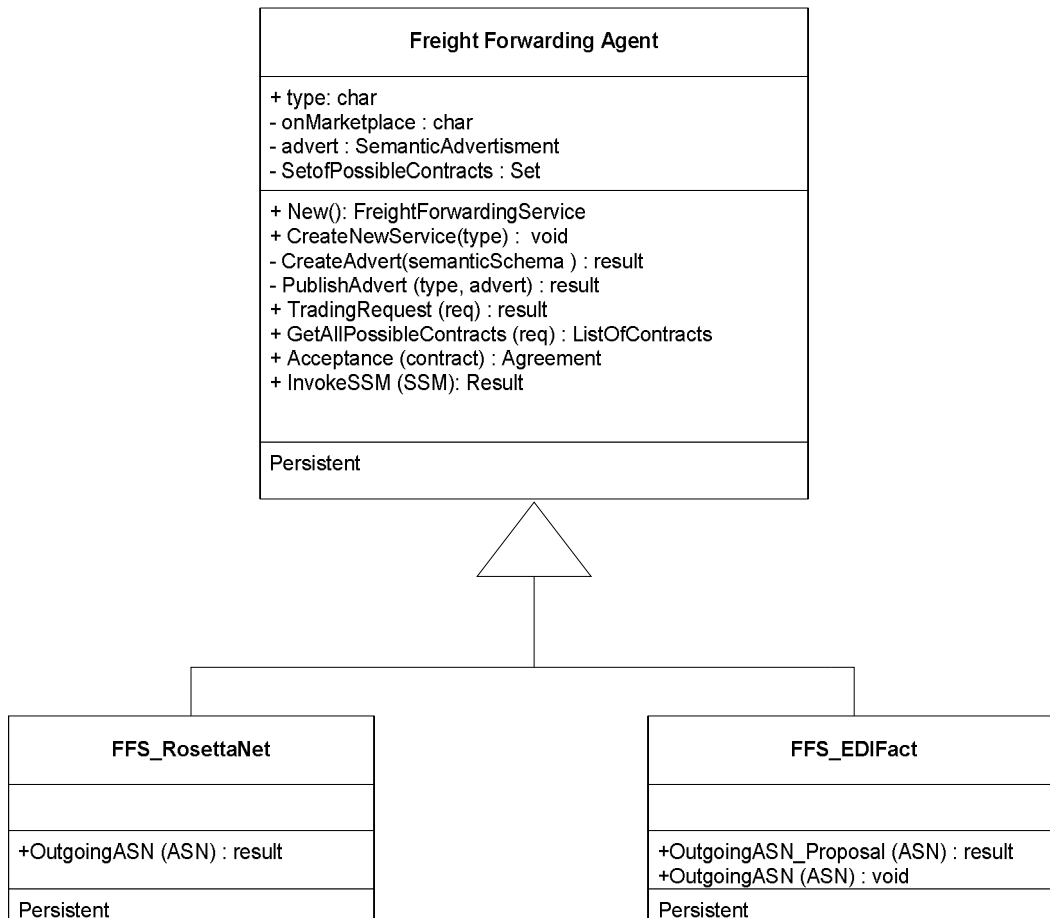 Freight Forwarding Agent
+ type: char
- onMarketplace : char
- advert : SemanticAdvertisment
- SetofPossibleContracts : Set
+ New(): FreightForwardingService
+ CreateNewService(type) : void
- CreateAdvert(semanticSchema ) : result
- PublishAdvert (type, advert) : result
+ TradingRequest (req) : result
+ GetAllPossibleContracts (req) : ListOfContracts
+ Acceptance (contract) : Agreement
+ InvokeSSM (SSM): Result
Persistent
FFS_RosettaNet
+OutgoingASN (ASN) : result
Persistent
FFS_EDIFact
+OutgoingASN_Proposal (ASN) : result
+OutgoingASN (ASN) : void
Persistent